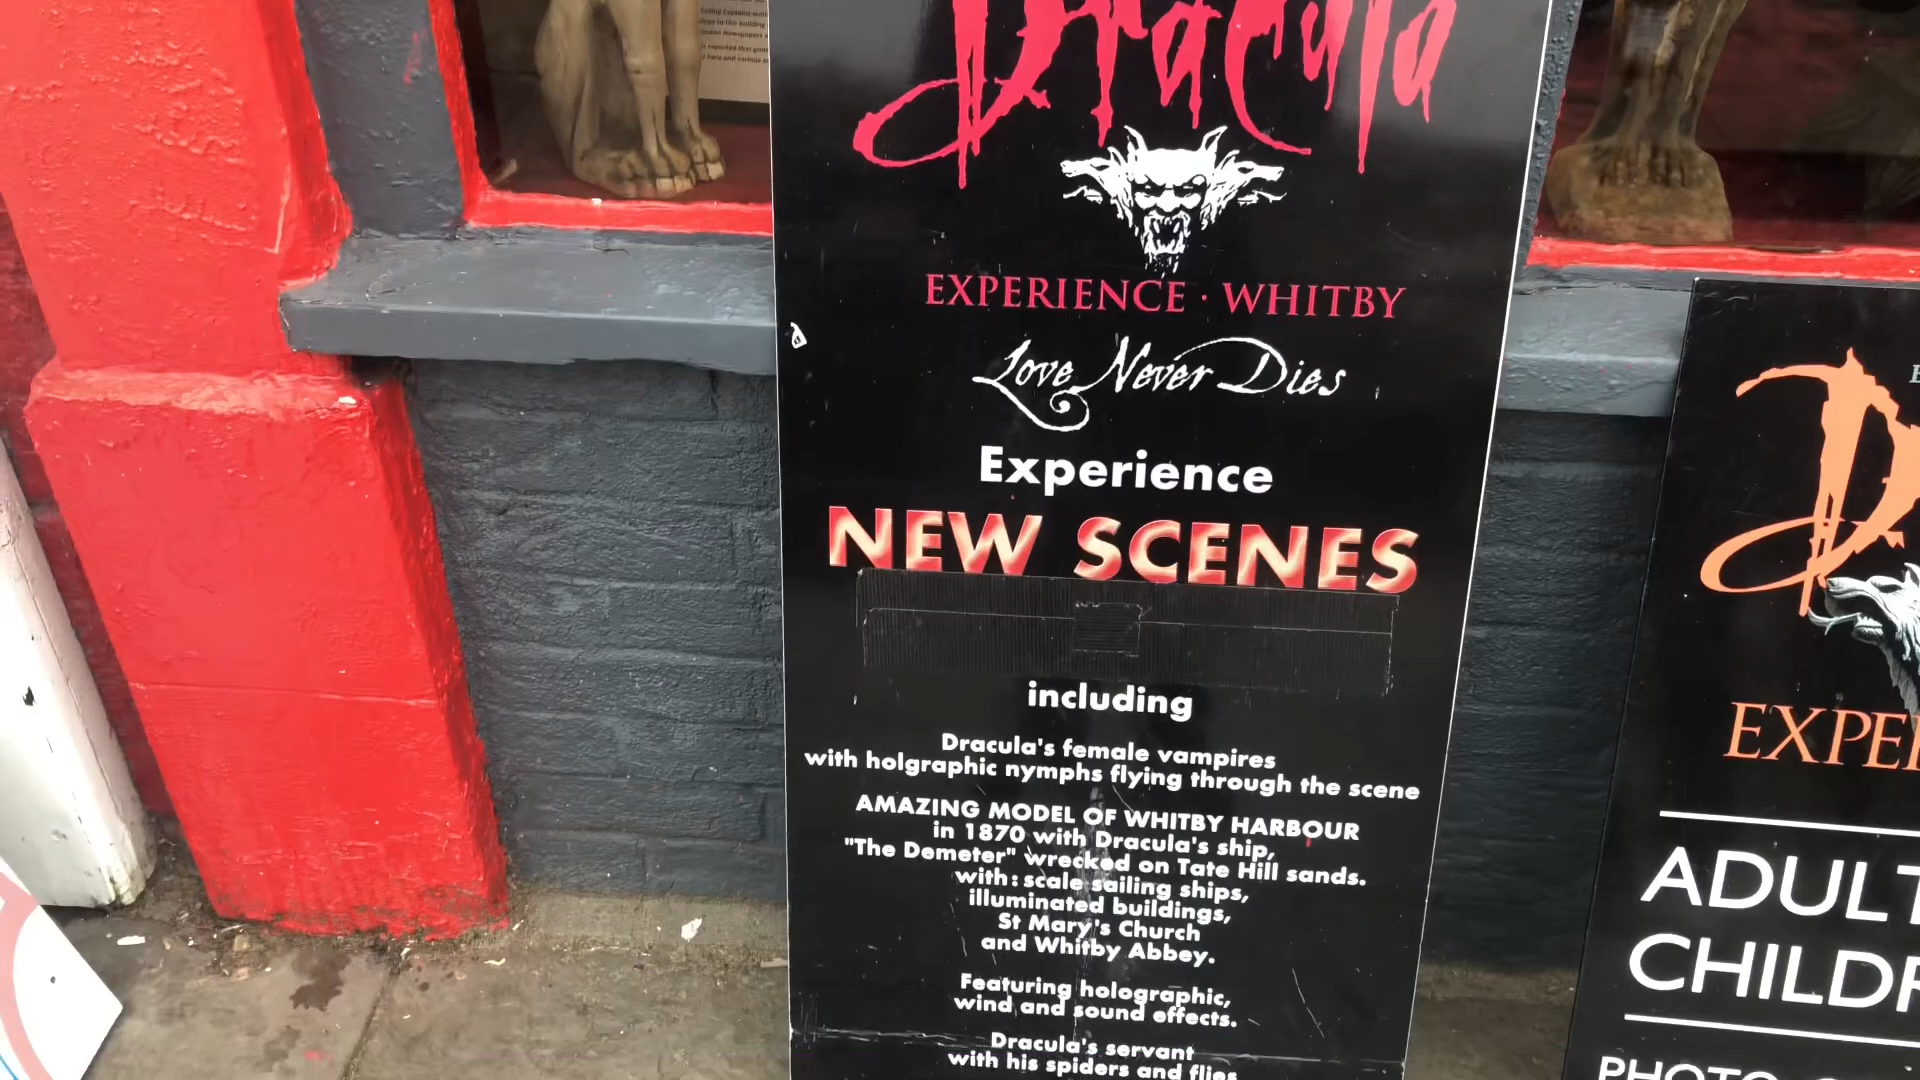 Dracula
EXPERIENCE · WHITBY
Love Never Dies
Experience
NEW SCENES
including
Dracula's female vampires
with holgraphic nymphs flying through the scene
AMAZING MODEL OF WHITBY HARBOUR
in 1870 with Dracula's ship,
"The Demeter" wrecked on Tate Hill sands.
with: scale sailing ships,
illuminated buildings,
St Mary's Church
and Whitby Abbey.
Featuring holographic,
wind and sound effects.
Dracula's servant
with his spiders and flies
D
EXPE
ADULT
CHILDR
PHOTO